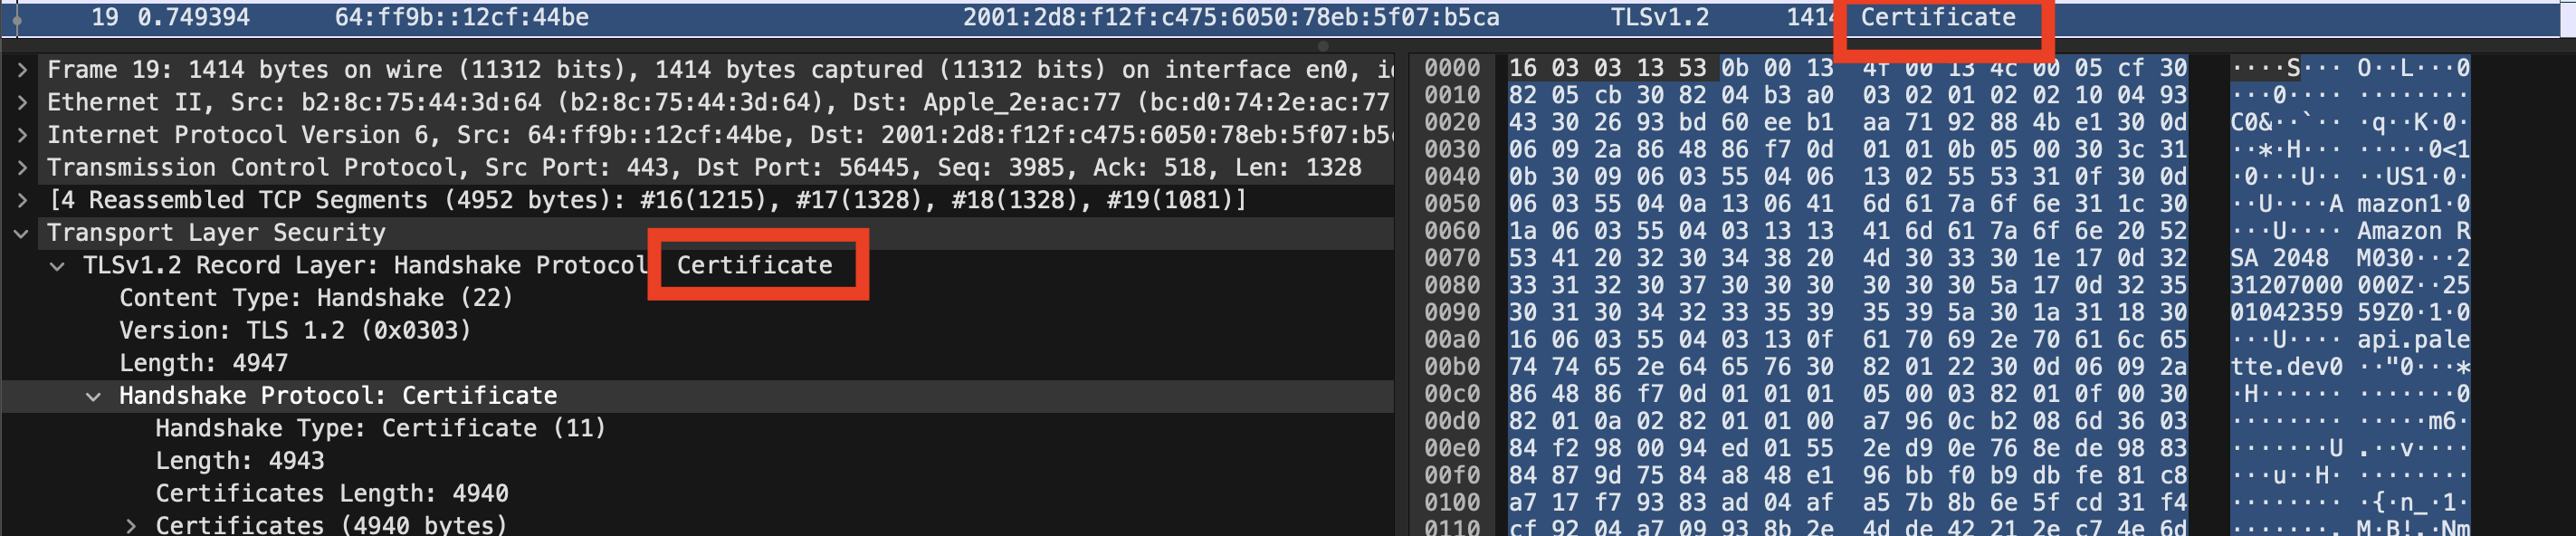 19 0.749394 64:ff9b::12cf:44be 2001:2d8:f12f:c475:6050:78eb:5f07:b5ca TLSv1.2 1414 Certificate
Frame 19: 1414 bytes on wire (11312 bits), 1414 bytes captured (11312 bits) on interface en0, i
Ethernet II, Src: b2:8c:75:44:3d:64 (b2:8c:75:44:3d:64), Dst: Apple_2e:ac:77 (bc:d0:74:2e:ac:77
Internet Protocol Version 6, Src: 64:ff9b::12cf:44be, Dst: 2001:2d8:f12f:c475:6050:78eb:5f07:b5
Transmission Control Protocol, Src Port: 443, Dst Port: 56445, Seq: 3985, Ack: 518, Len: 1328
[4 Reassembled TCP Segments (4952 bytes): #16(1215), #17(1328), #18(1328), #19(1081)]
Transport Layer Security
TLSv1.2 Record Layer: Handshake Protocol Certificate
Content Type: Handshake (22)
Version: TLS 1.2 (0x0303)
Length: 4947
Handshake Protocol: Certificate
Handshake Type: Certificate (11)
Length: 4943
Certificates Length: 4940
Certificates (4940 bytes)
0000 16 03 03 13 53 0b 00 13 4f 00 13 4c 00 05 cf 30 ····S··· O··L···0
0010 82 05 cb 30 82 04 b3 a0 03 02 01 02 02 10 04 93 ···0···· ········
0020 43 30 26 93 bd 60 ee b1 aa 71 92 88 4b e1 30 0d C0&··`·· ·q··K·0·
0030 06 09 2a 86 48 86 f7 0d 01 01 0b 05 00 30 3c 31 ··*·H··· ·····0<1
0040 0b 30 09 06 03 55 04 06 13 02 55 53 31 0f 30 0d ·0···U·· ··US1·0·
0050 06 03 55 04 0a 13 06 41 6d 61 7a 6f 6e 31 1c 30 ··U····A mazon1·0
0060 1a 06 03 55 04 03 13 13 41 6d 61 7a 6f 6e 20 52 ···U···· Amazon R
0070 53 41 20 32 30 34 38 20 4d 30 33 30 1e 17 0d 32 SA 2048  M030···2
0080 33 31 32 30 37 30 30 30 30 30 30 5a 17 0d 32 35 31207000 000Z··25
0090 30 31 30 34 32 33 35 39 35 39 5a 30 1a 31 18 30 01042359 59Z0·1·0
00a0 16 06 03 55 04 03 13 0f 61 70 69 2e 70 61 6c 65 ···U···· api.pale
00b0 74 74 65 2e 64 65 76 30 82 01 22 30 0d 06 09 2a tte.dev0 ··"0···*
00c0 86 48 86 f7 0d 01 01 01 05 00 03 82 01 0f 00 30 ·H······ ·······0
00d0 82 01 0a 02 82 01 01 00 a7 96 0c b2 08 6d 36 03 ········ ·····m6·
00e0 84 f2 98 00 94 ed 01 55 2e d9 0e 76 8e de 98 83 ·······U .··v····
00f0 84 87 9d 75 84 a8 48 e1 96 bb f0 b9 db fe 81 c8 ···u··H· ········
0100 a7 17 f7 93 83 ad 04 af a5 7b 8b 6e 5f cd 31 f4 ········ ·{·n_·1·
0110 cf 92 04 a7 09 93 8b 2e 4d de 42 21 2e c7 4e 6d ·······. M·B!.·Nm